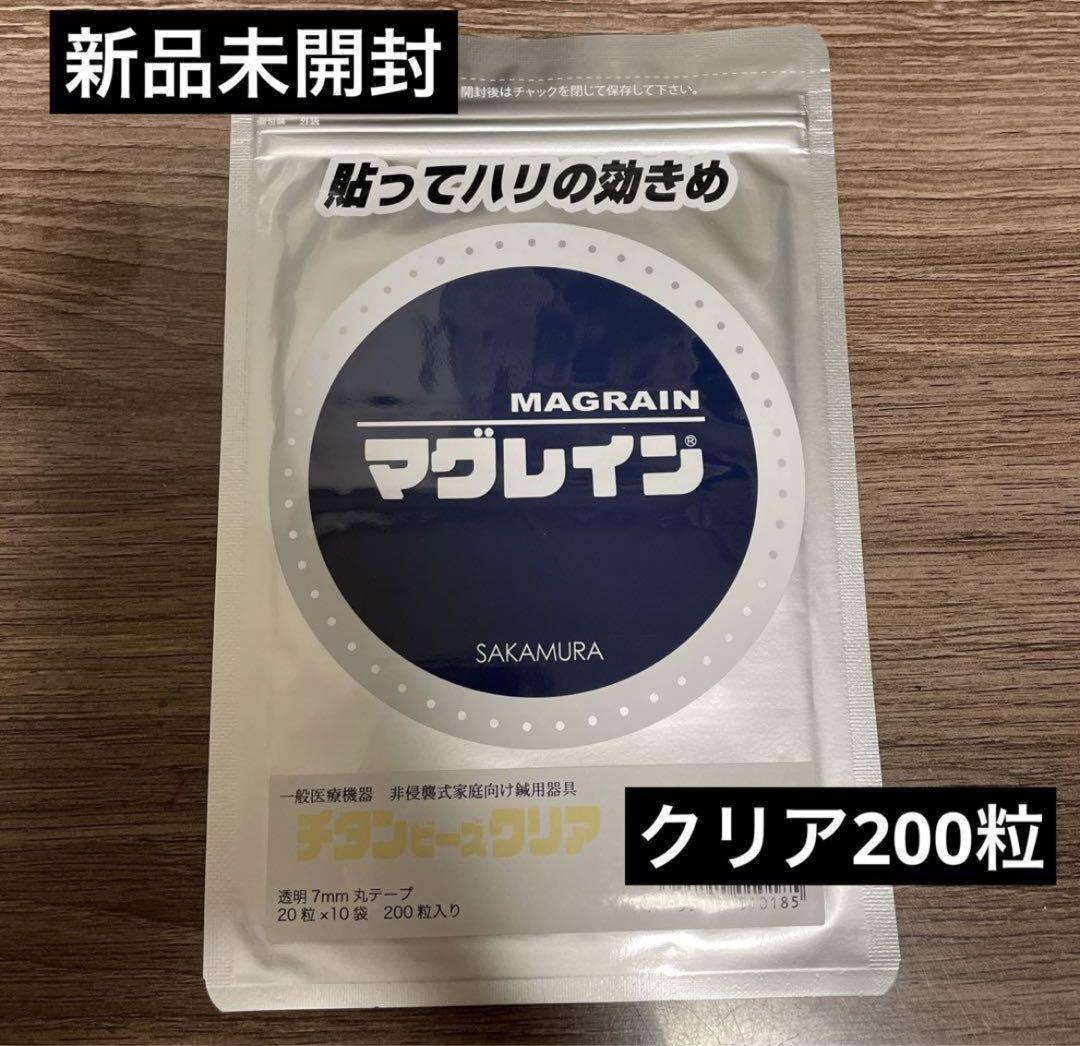 新品未開封
開封後はチャックを閉じて保存して下さい。
貼ってハリの効きめ
MAGRAIN
マグレイン®
SAKAMURA
一般医療機器 非侵襲式家庭向け鍼用器具
チタンビーズクリア
クリア200粒
透明 7mm 丸テープ
20粒×10袋 200粒入り